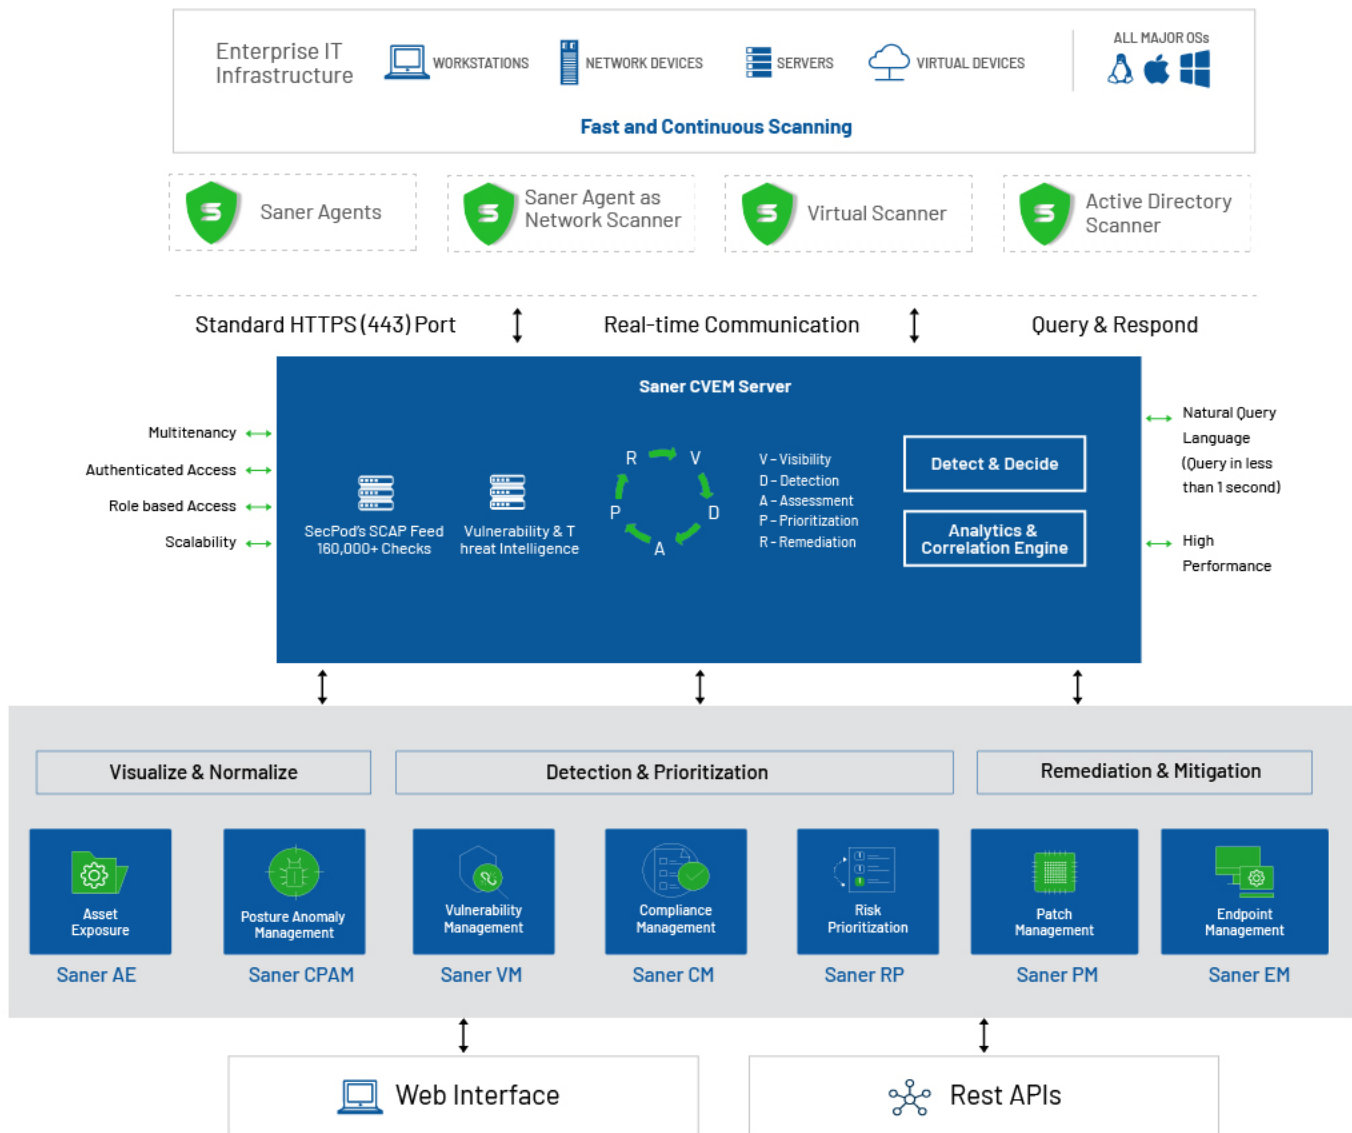 Enterprise IT
Infrastructure
WORKSTATIONS
NETWORK DEVICES
SERVERS
VIRTUAL DEVICES
ALL MAJOR OSs
Fast and Continuous Scanning
S
Saner Agents
S
Saner Agent as
Network Scanner
S
Virtual Scanner
S
Active Directory
Scanner
Standard HTTPS (443) Port
Real-time Communication
Query & Respond
Saner CVEM Server
Multitenancy
Authenticated Access
Role based Access
Scalability
SecPod's SCAP Feed
160,000+ Checks
Vulnerability & T
hreat Intelligence
R
V
D
A
P
V – Visibility
D – Detection
A – Assessment
P – Prioritization
R – Remediation
Detect & Decide
Analytics &
Correlation Engine
Natural Query
Language
(Query in less
than 1 second)
High
Performance
Visualize & Normalize
Detection & Prioritization
Remediation & Mitigation
Asset
Exposure
Posture Anomaly
Management
Vulnerability
Management
Compliance
Management
Risk
Prioritization
Patch
Management
Endpoint
Management
Saner AE
Saner CPAM
Saner VM
Saner CM
Saner RP
Saner PM
Saner EM
Web Interface
Rest APIs